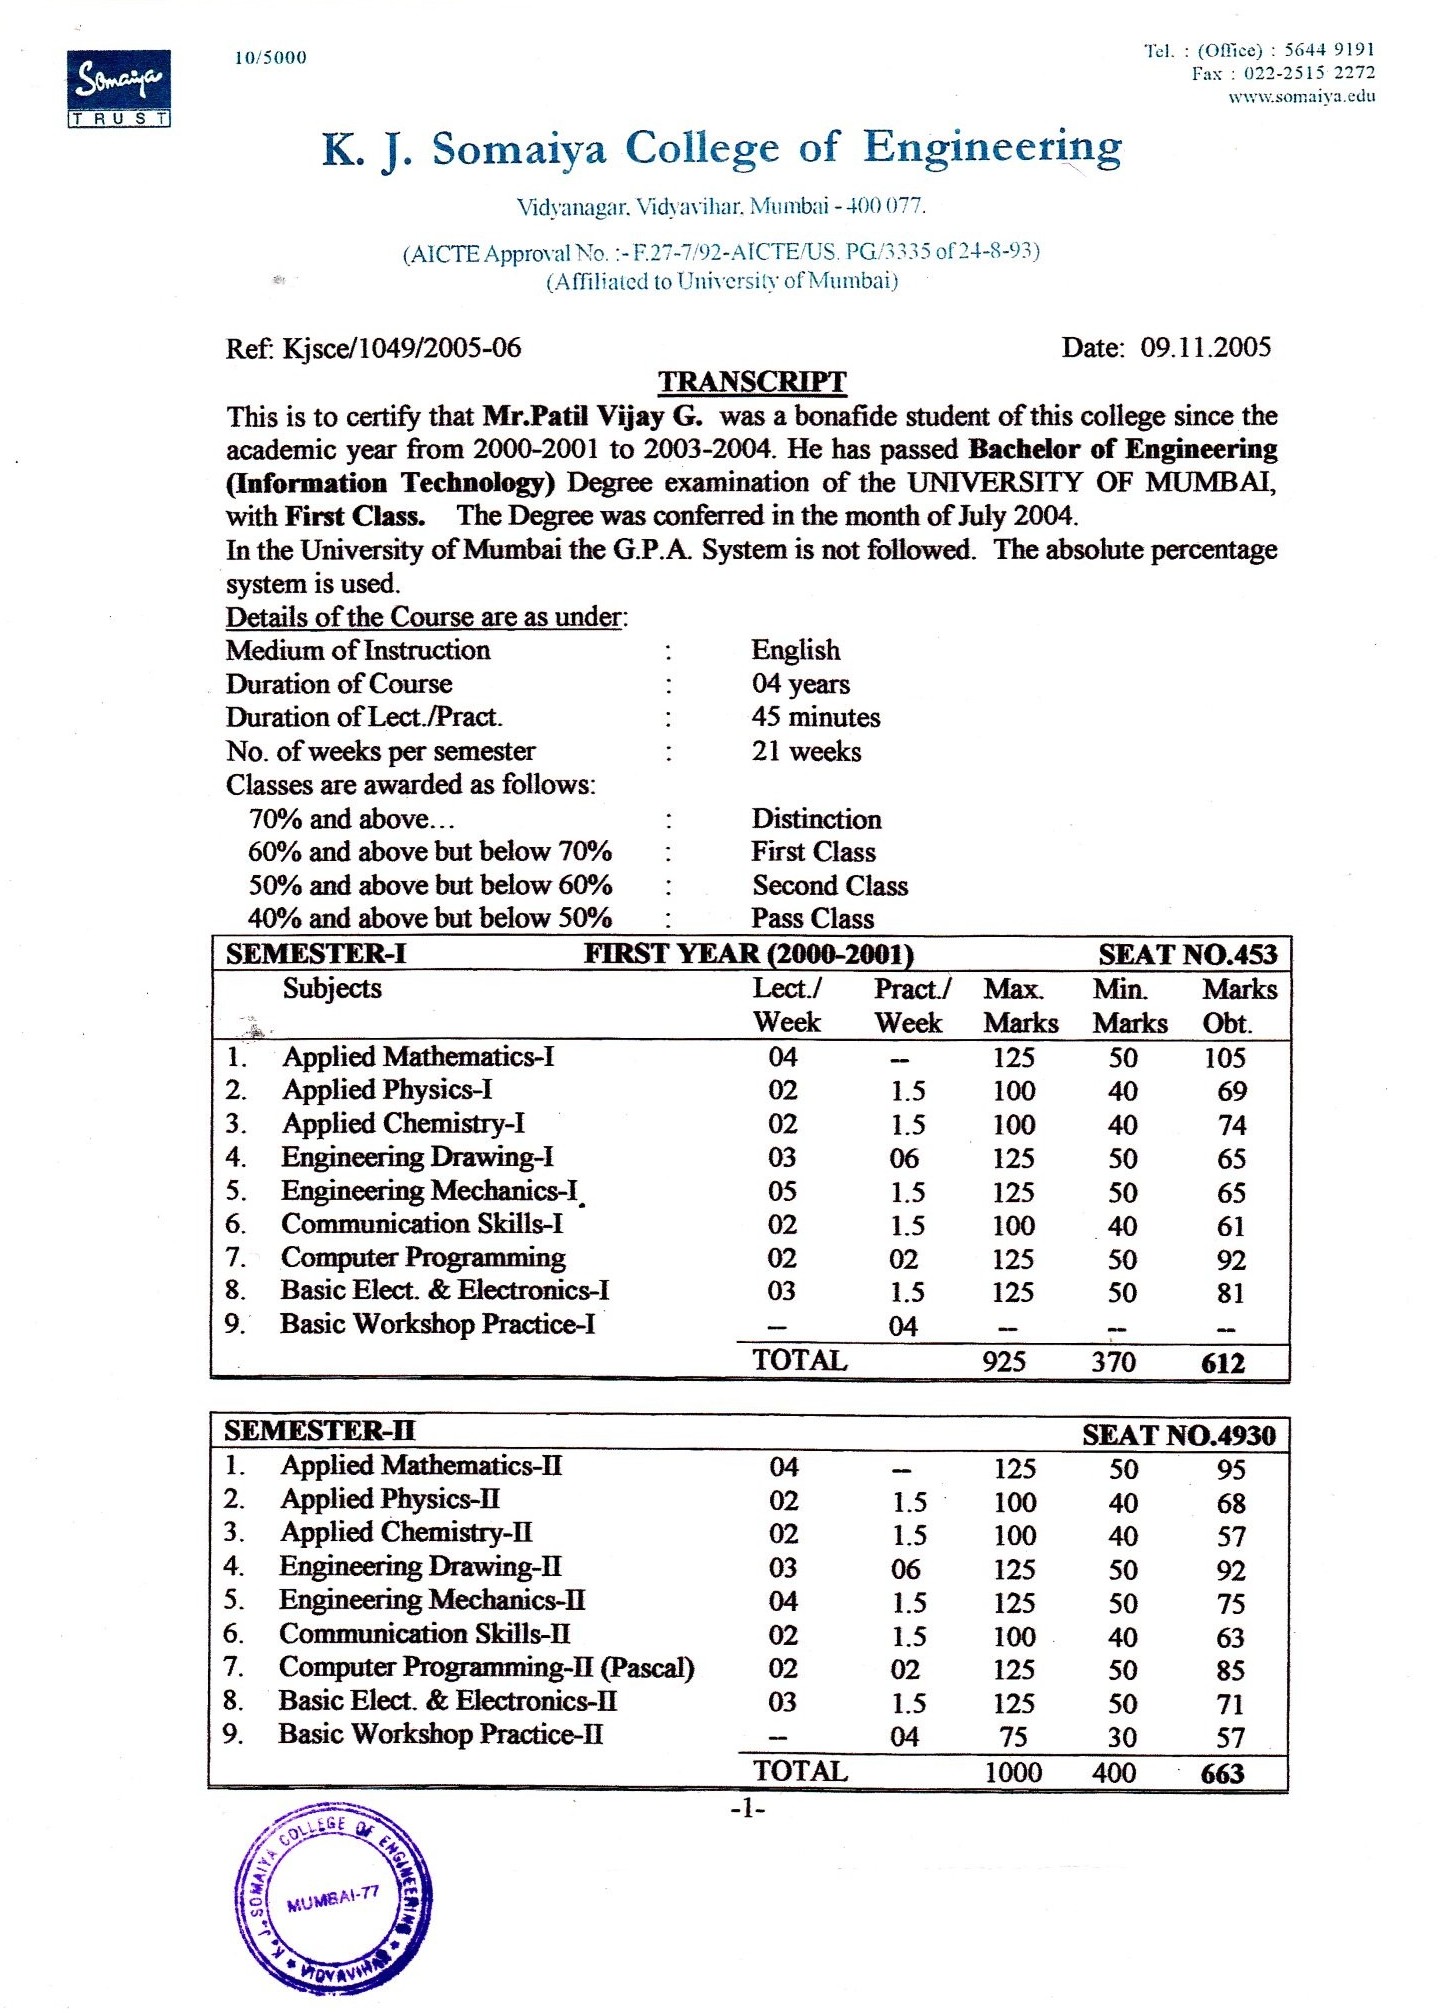 Somaiya
TRUST
10/5000
Tel. : (Office) : 5644 9191
Fax : 022-2515 2272
www.somaiya.edu
K. J. Somaiya College of Engineering
Vidyanagar, Vidyavihar, Mumbai - 400 077.
(AICTE Approval No. :- F.27-7/92-AICTE/US. PG/3335 of 24-8-93)
(Affiliated to University of Mumbai)
Ref: Kjsce/1049/2005-06 Date: 09.11.2005
TRANSCRIPT
This is to certify that Mr.Patil Vijay G. was a bonafide student of this college since the
academic year from 2000-2001 to 2003-2004. He has passed Bachelor of Engineering
(Information Technology) Degree examination of the UNIVERSITY OF MUMBAI,
with First Class. The Degree was conferred in the month of July 2004.
In the University of Mumbai the G.P.A. System is not followed. The absolute percentage
system is used.
Details of the Course are as under:
Medium of Instruction : English
Duration of Course : 04 years
Duration of Lect./Pract. : 45 minutes
No. of weeks per semester : 21 weeks
Classes are awarded as follows:
70% and above... : Distinction
60% and above but below 70% : First Class
50% and above but below 60% : Second Class
40% and above but below 50% : Pass Class
SEMESTER-I FIRST YEAR (2000-2001) SEAT NO.453
Subjects Lect./ Pract./ Max. Min. Marks
Week Week Marks Marks Obt.
1. Applied Mathematics-I 04 -- 125 50 105
2. Applied Physics-I 02 1.5 100 40 69
3. Applied Chemistry-I 02 1.5 100 40 74
4. Engineering Drawing-I 03 06 125 50 65
5. Engineering Mechanics-I 05 1.5 125 50 65
6. Communication Skills-I 02 1.5 100 40 61
7. Computer Programming 02 02 125 50 92
8. Basic Elect. & Electronics-I 03 1.5 125 50 81
9. Basic Workshop Practice-I -- 04 -- -- --
TOTAL 925 370 612
SEMESTER-II SEAT NO.4930
1. Applied Mathematics-II 04 -- 125 50 95
2. Applied Physics-II 02 1.5 100 40 68
3. Applied Chemistry-II 02 1.5 100 40 57
4. Engineering Drawing-II 03 06 125 50 92
5. Engineering Mechanics-II 04 1.5 125 50 75
6. Communication Skills-II 02 1.5 100 40 63
7. Computer Programming-II (Pascal) 02 02 125 50 85
8. Basic Elect. & Electronics-II 03 1.5 125 50 71
9. Basic Workshop Practice-II -- 04 75 30 57
TOTAL 1000 400 663
-1-
K. J. SOMAIYA COLLEGE OF ENGINEERING
MUMBAI-77
VIDYAVIHAR